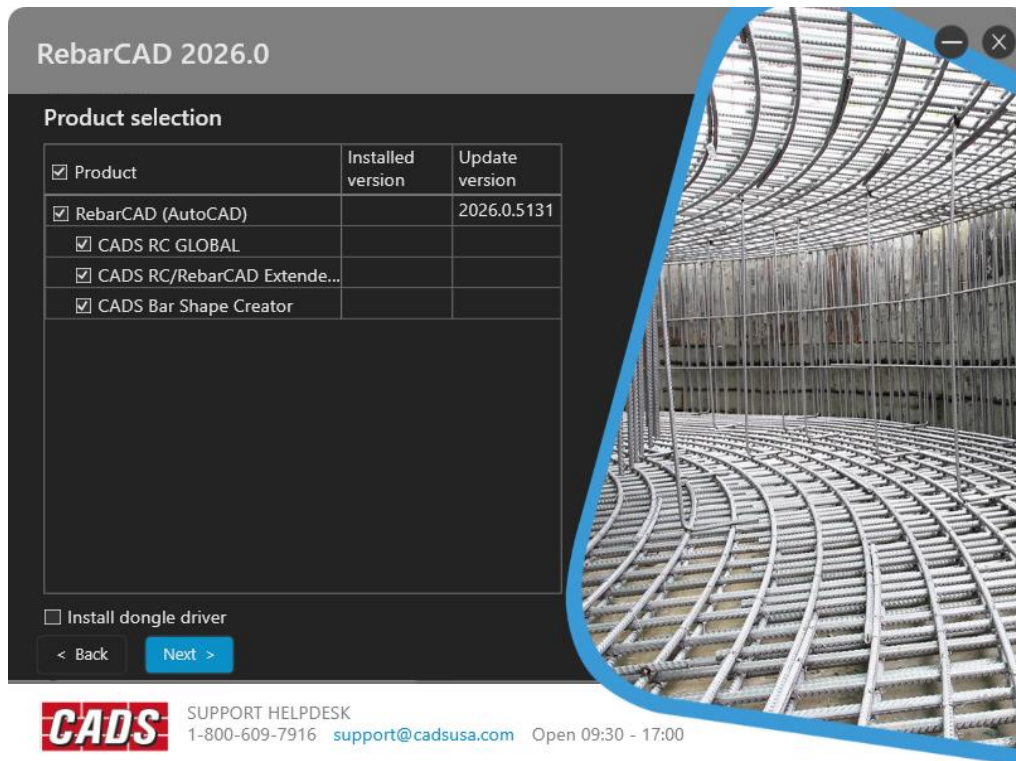 RebarCAD 2026.0
Product selection
Product Installed version Update version
RebarCAD (AutoCAD) 2026.0.5131
CADS RC GLOBAL
CADS RC/RebarCAD Extende...
CADS Bar Shape Creator
Install dongle driver
< Back Next >
CADS
SUPPORT HELPDESK
1-800-609-7916 support@cadsusa.com Open 09:30 - 17:00